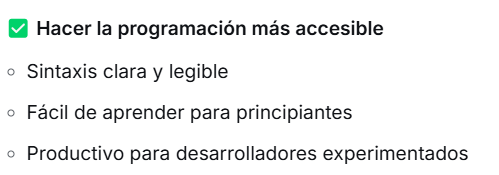 ✅ Hacer la programación más accesible
○ Sintaxis clara y legible
○ Fácil de aprender para principiantes
○ Productivo para desarrolladores experimentados